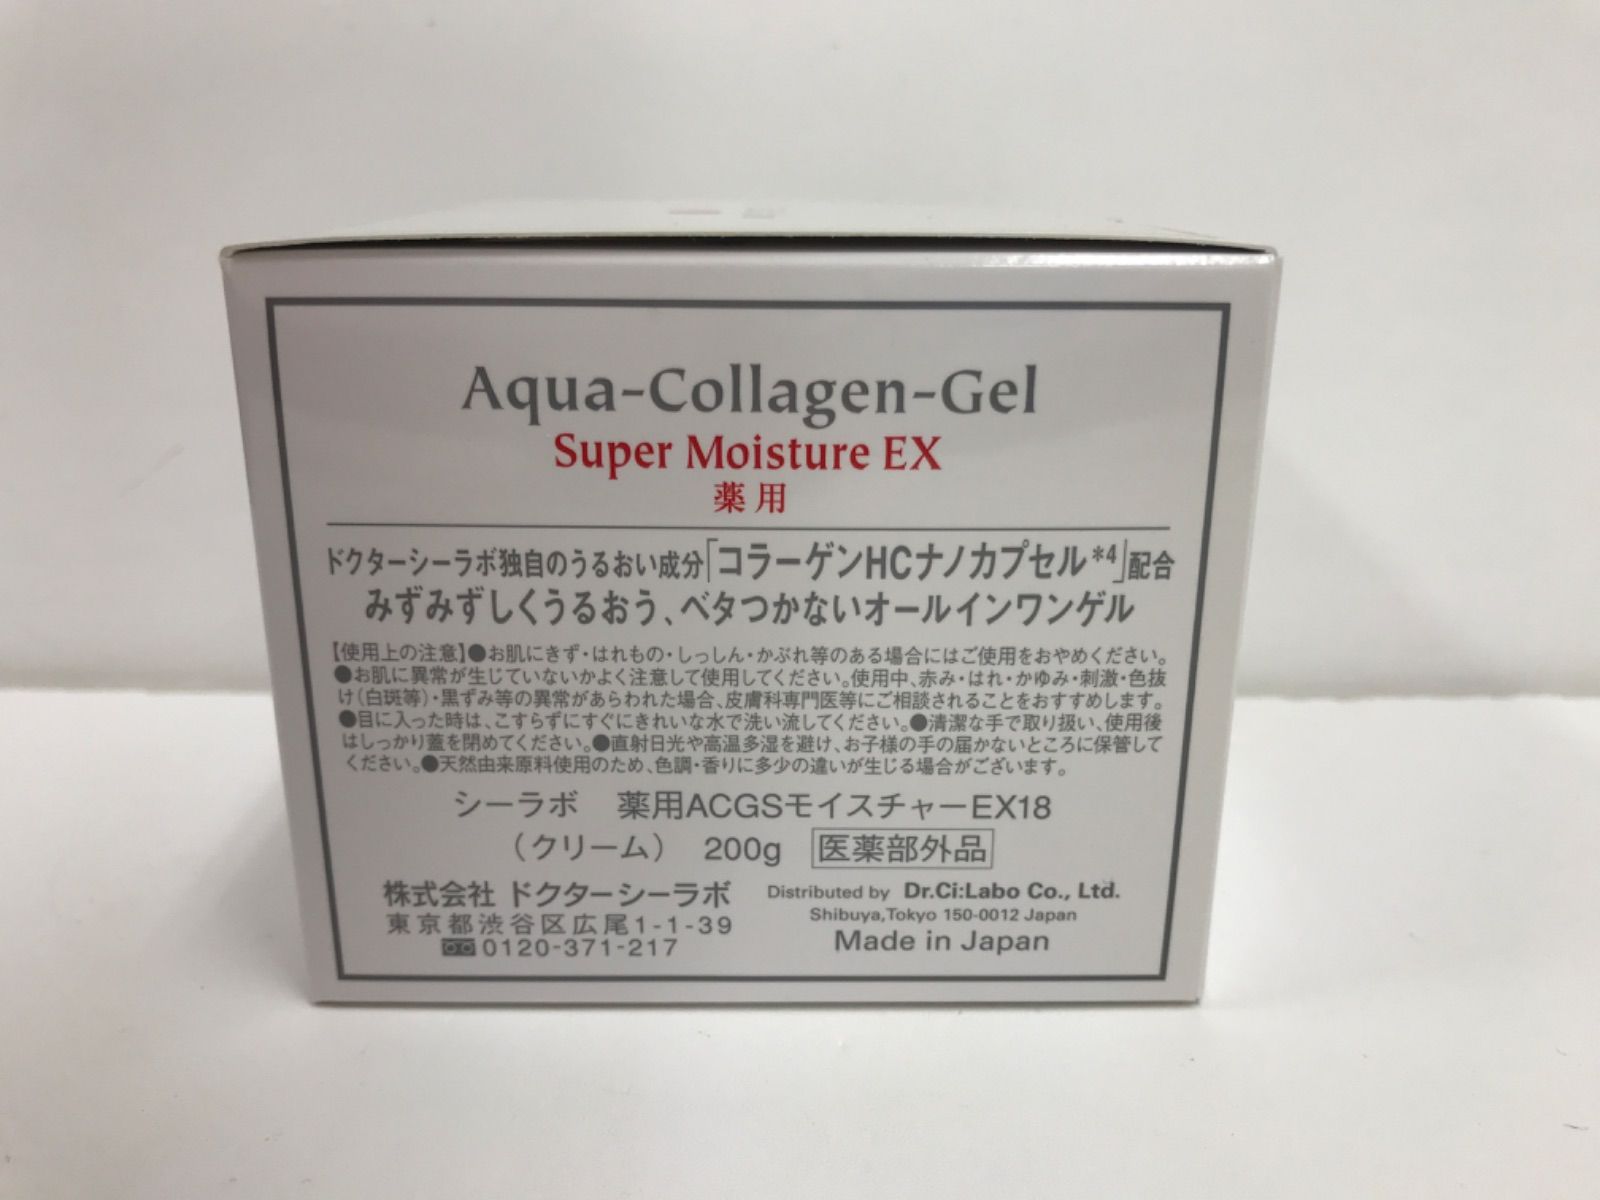 Aqua-Collagen-Gel
Super Moisture EX
薬用
ドクターシーラボ独自のうるおい成分「コラーゲンHCナノカプセル*4」配合
みずみずしくうるおう、ベタつかないオールインワンゲル
【使用上の注意】●お肌にきず・はれもの・しっしん・かぶれ等のある場合にはご使用をおやめください。
●お肌に異常が生じていないかよく注意して使用してください。使用中、赤み・はれ・かゆみ・刺激・色抜
け(白斑等)・黒ずみ等の異常があらわれた場合、皮膚科専門医等にご相談されることをおすすめします。
●目に入った時は、こすらずにすぐにきれいな水で洗い流してください。●清潔な手で取り扱い、使用後
はしっかり蓋を閉めてください。●直射日光や高温多湿を避け、お子様の手の届かないところに保管して
ください。●天然由来原料使用のため、色調・香りに多少の違いが生じる場合がございます。
シーラボ 薬用ACGSモイスチャーEX18
(クリーム) 200g 医薬部外品
株式会社 ドクターシーラボ
東京都渋谷区広尾1-1-39
0120-371-217
Distributed by Dr.Ci:Labo Co., Ltd.
Shibuya,Tokyo 150-0012 Japan
Made in Japan